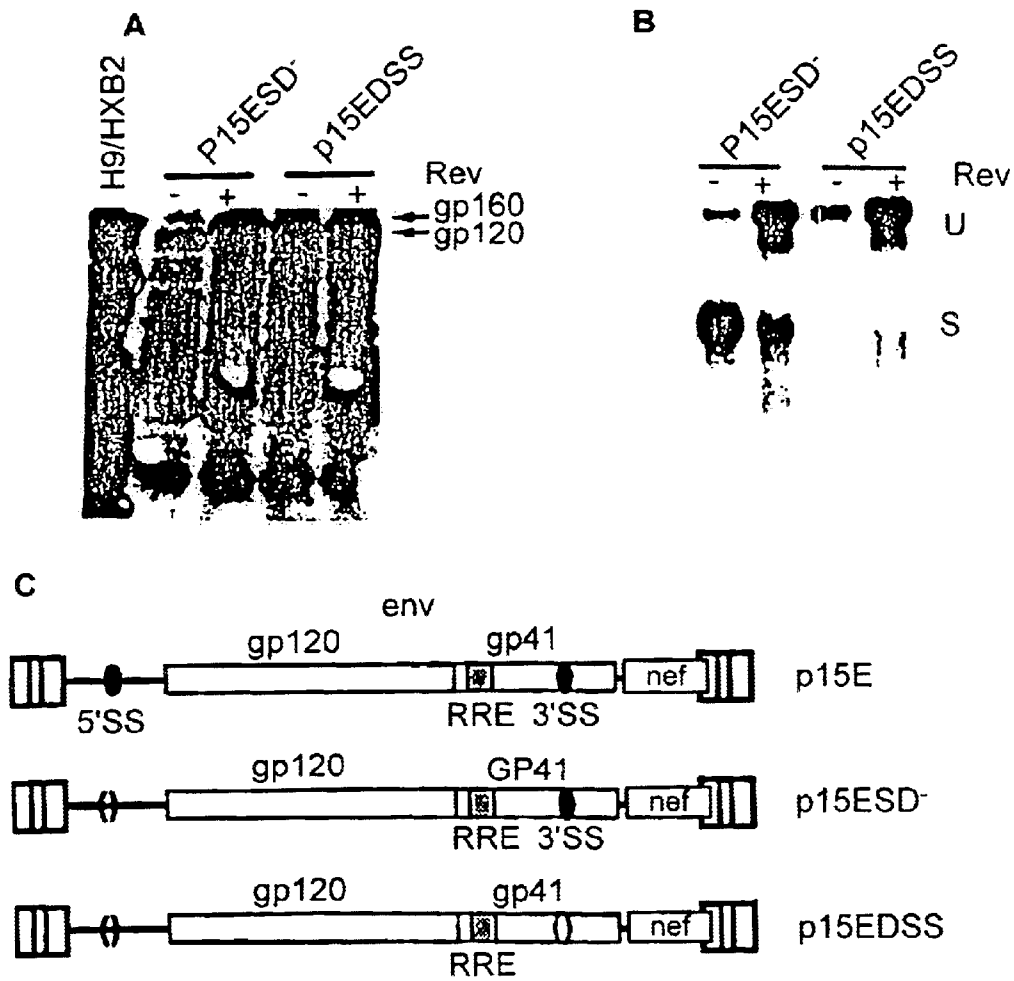 A
H9/HXB2
P15ESD-
p15EDSS
Rev
- + - +
gp160
gp120
B
P15ESD-
p15EDSS
- + - +
Rev
U
S
C
env
gp120 gp41
nef
p15E
5'SS
RRE 3'SS
gp120 GP41
nef
p15ESD-
RRE 3'SS
gp120 gp41
nef
p15EDSS
RRE